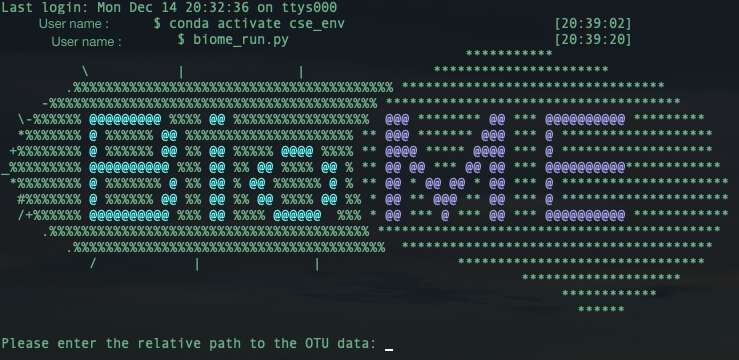 Last login: Mon Dec 14 20:32:36 on ttys000
User name : $ conda activate cse_env [20:39:02]
User name : $ biome_run.py [20:39:20]
BioME
Please enter the relative path to the OTU data: